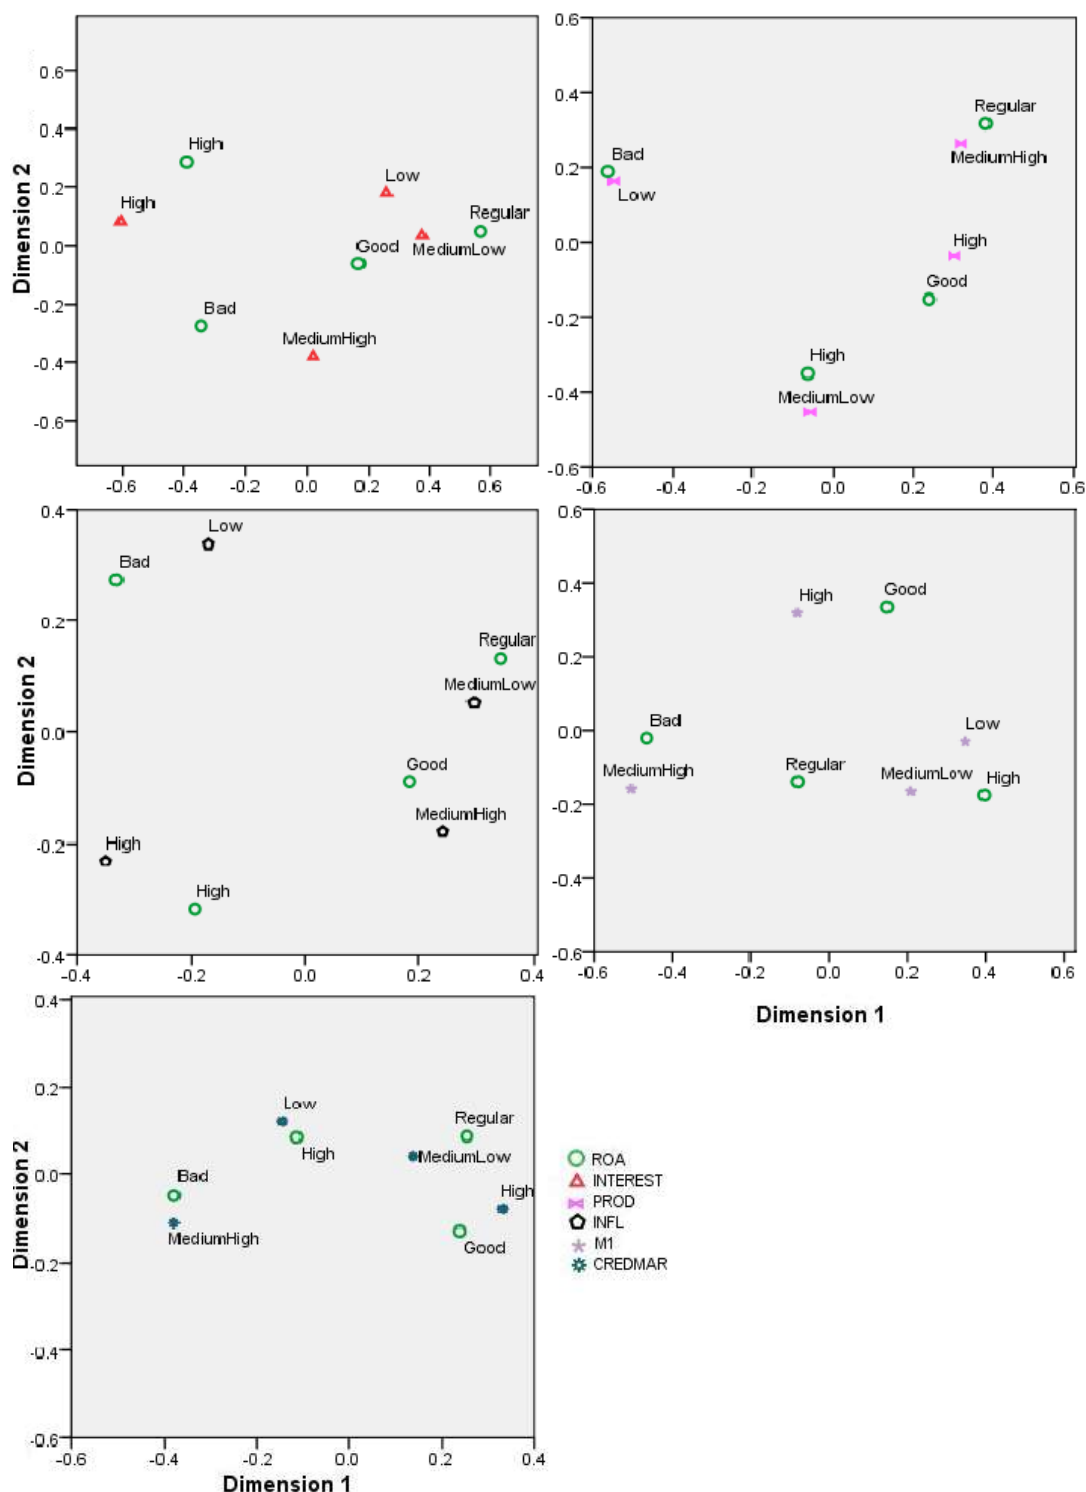 0.6
0.4
0.2
0.0
-0.2
-0.4
-0.6
Dimension 2
High
High
Low
Regular
Good
MediumLow
Bad
MediumHigh
-0.6 -0.4 -0.2 0.0 0.2 0.4 0.6
0.6
0.4
0.2
0.0
-0.2
-0.4
-0.6
Regular
Bad
MediumHigh
Low
High
Good
High
MediumLow
-0.6 -0.4 -0.2 0.0 0.2 0.4 0.6
0.4
0.2
0.0
-0.2
-0.4
Dimension 2
Low
Bad
Regular
MediumLow
Good
MediumHigh
High
High
-0.4 -0.2 0.0 0.2 0.4
0.6
0.4
0.2
0.0
-0.2
-0.4
-0.6
High
Good
Bad
Low
MediumHigh
Regular
MediumLow
High
-0.6 -0.4 -0.2 0.0 0.2 0.4 0.6
Dimension 1
0.4
0.2
0.0
-0.2
-0.4
-0.6
Dimension 2
Low
Regular
High
MediumLow
Bad
High
MediumHigh
Good
-0.6 -0.4 -0.2 0.0 0.2 0.4
Dimension 1
ROA
INTEREST
PROD
INFL
M1
CREDMAR